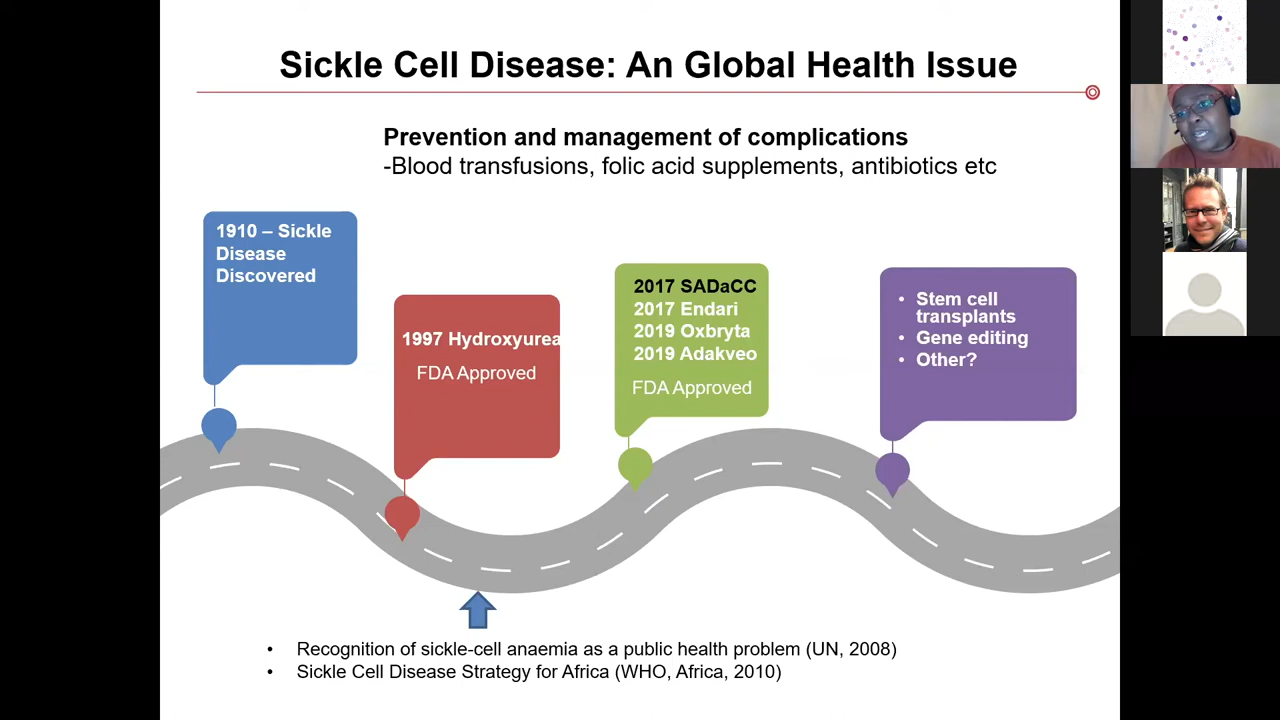 Sickle Cell Disease: An Global Health Issue
Prevention and management of complications
-Blood transfusions, folic acid supplements, antibiotics etc
1910 – Sickle
Disease
Discovered
1997 Hydroxyurea
FDA Approved
2017 SADaCC
2017 Endari
2019 Oxbryta
2019 Adakveo
FDA Approved
• Stem cell
transplants
• Gene editing
• Other?
• Recognition of sickle-cell anaemia as a public health problem (UN, 2008)
• Sickle Cell Disease Strategy for Africa (WHO, Africa, 2010)